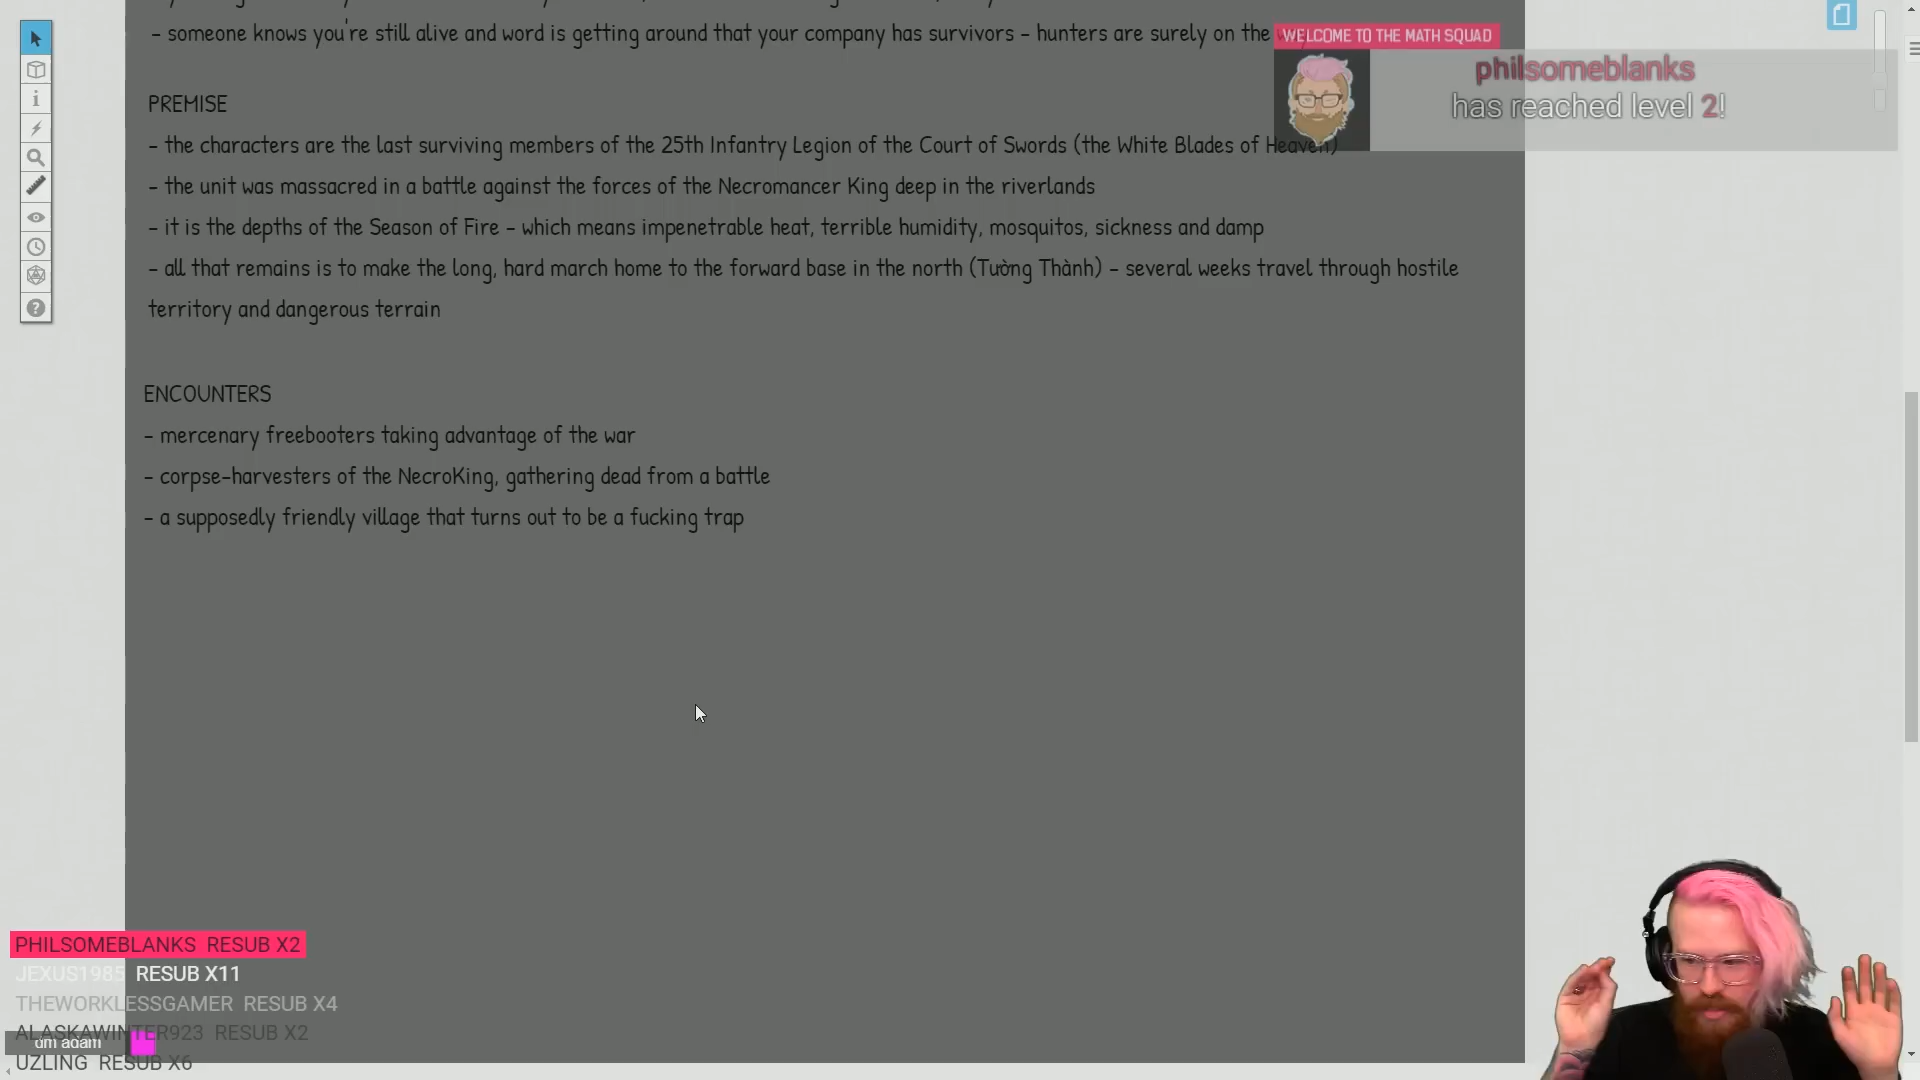 - someone knows you're still alive and word is getting around that your company has survivors - hunters are surely on the
WELCOME TO THE MATH SQUAD
philsomeblanks
has reached level 2!
PREMISE
- the characters are the last surviving members of the 25th Infantry Legion of the Court of Swords (the White Blades of Heaven)
- the unit was massacred in a battle against the forces of the Necromancer King deep in the riverlands
- it is the depths of the Season of Fire - which means impenetrable heat, terrible humidity, mosquitos, sickness and damp
- all that remains is to make the long, hard march home to the forward base in the north (Tường Thành) - several weeks travel through hostile
territory and dangerous terrain
ENCOUNTERS
- mercenary freebooters taking advantage of the war
- corpse-harvesters of the NecroKing, gathering dead from a battle
- a supposedly friendly village that turns out to be a fucking trap
PHILSOMEBLANKS RESUB X2
JEXUS1985 RESUB X11
THEWORKLESSGAMER RESUB X4
ALASKAWINTER923 RESUB X2
dm adam
UZLING RESUB X6